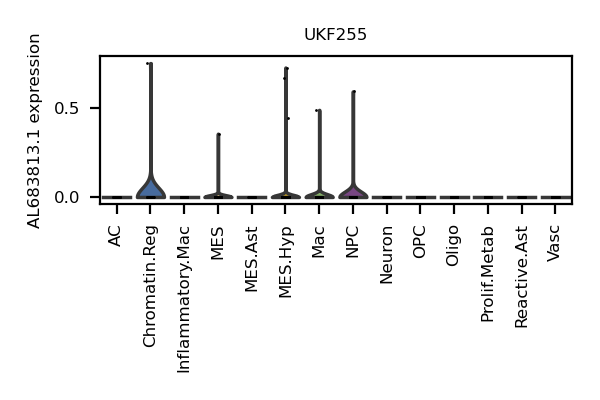 UKF255
AL683813.1 expression
0.5
0.0
AC
Chromatin.Reg
Inflammatory.Mac
MES
MES.Ast
MES.Hyp
Mac
NPC
Neuron
OPC
Oligo
Prolif.Metab
Reactive.Ast
Vasc